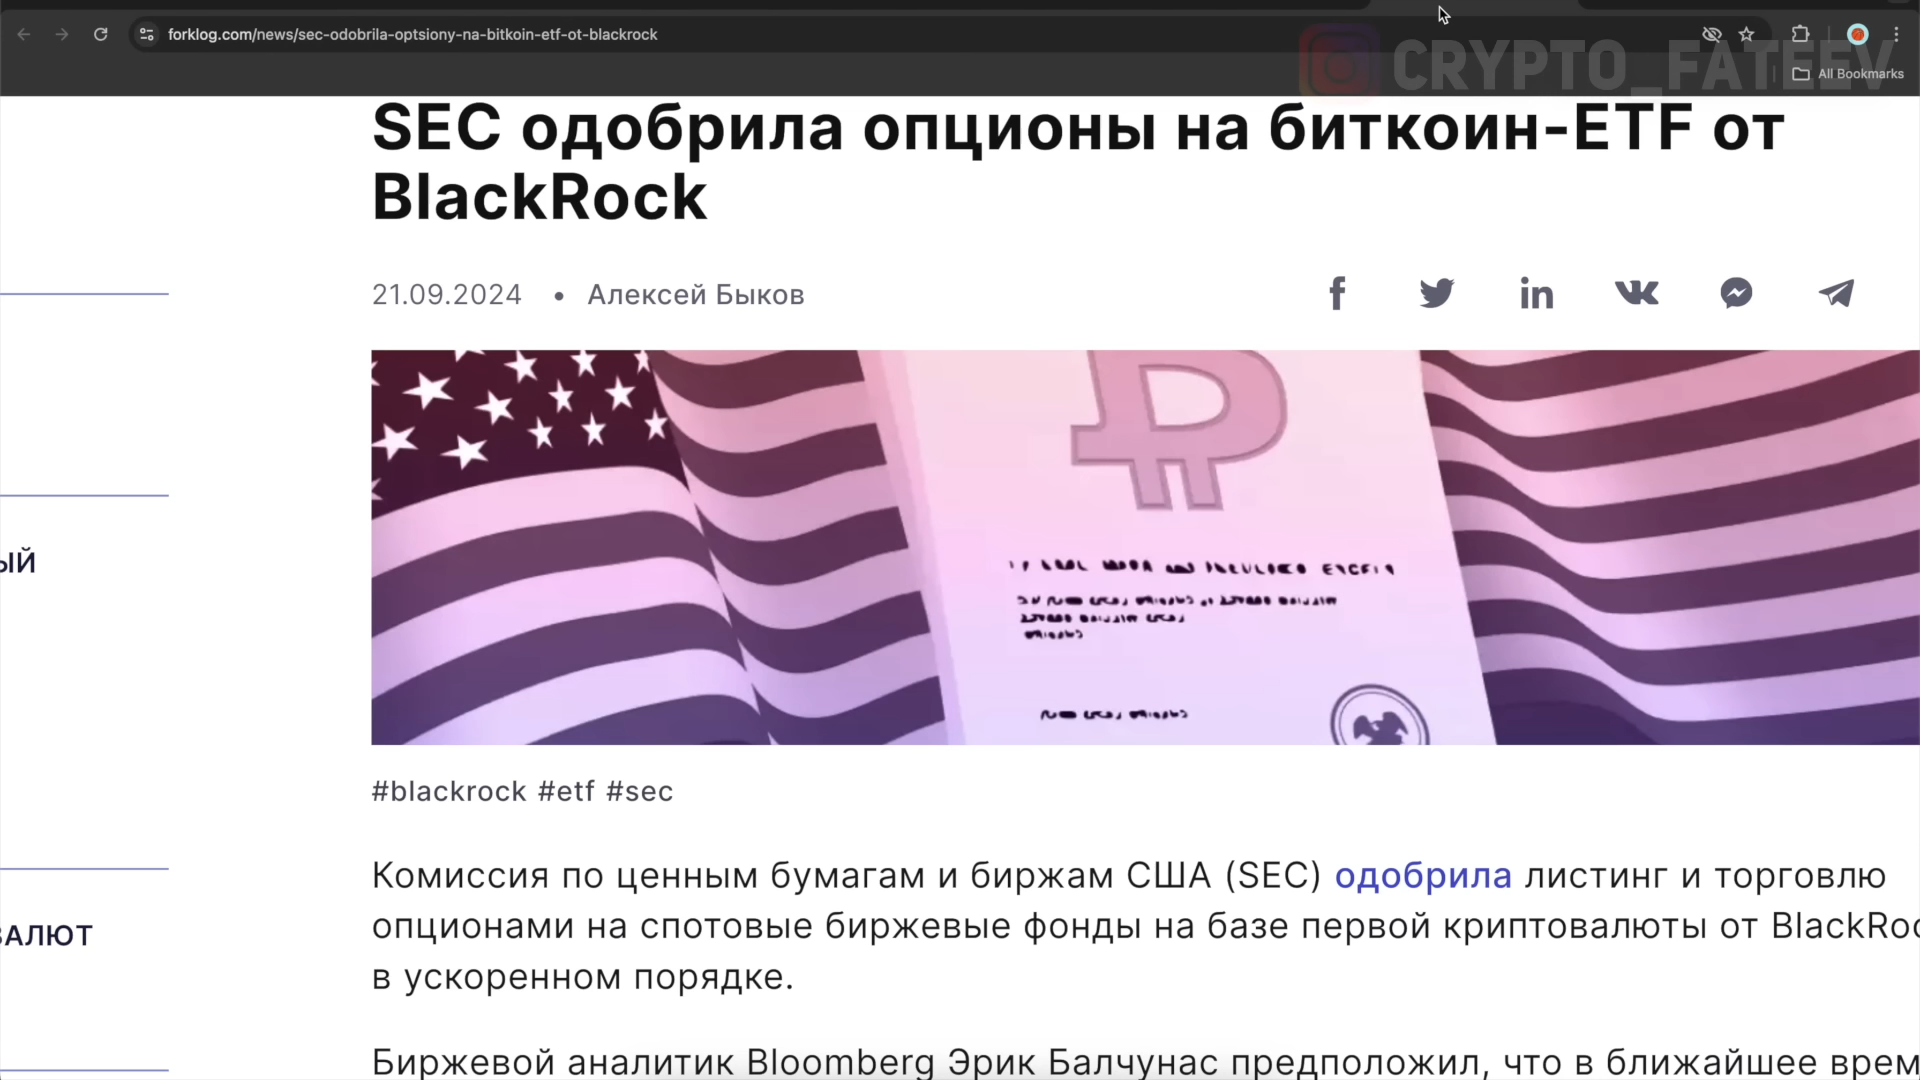 forklog.com/news/sec-odobrila-optsiony-na-bitkoin-etf-ot-blackrock
CRYPTO_FATEEV
All Bookmarks
SEC одобрила опционы на биткоин-ETF от
BlackRock
21.09.2024 • Алексей Быков
ЫЙ
#blackrock #etf #sec
Комиссия по ценным бумагам и биржам США (SEC) одобрила листинг и торговлю
ВАЛЮТ
опционами на спотовые биржевые фонды на базе первой криптовалюты от BlackRoc
в ускоренном порядке.
Биржевой аналитик Bloomberg Эрик Балчунас предположил, что в ближайшее врем